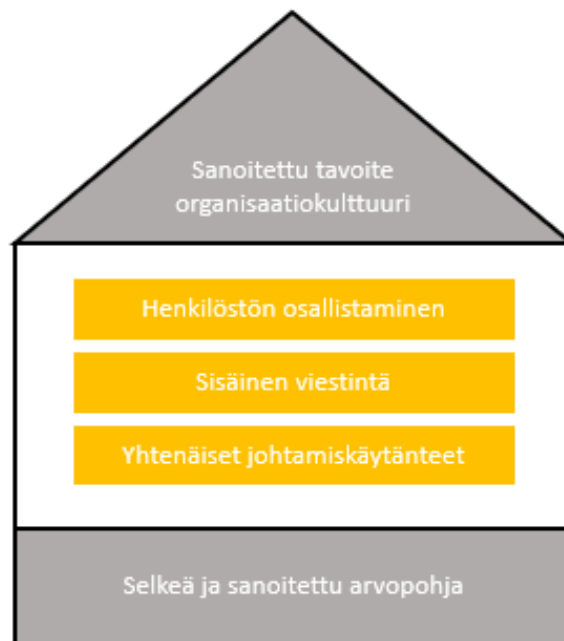 Sanoitettu tavoite
organisaatiokulttuuri
Henkilöstön osallistaminen
Sisäinen viestintä
Yhtenäiset johtamiskäytänteet
Selkeä ja sanoitettu arvopohja